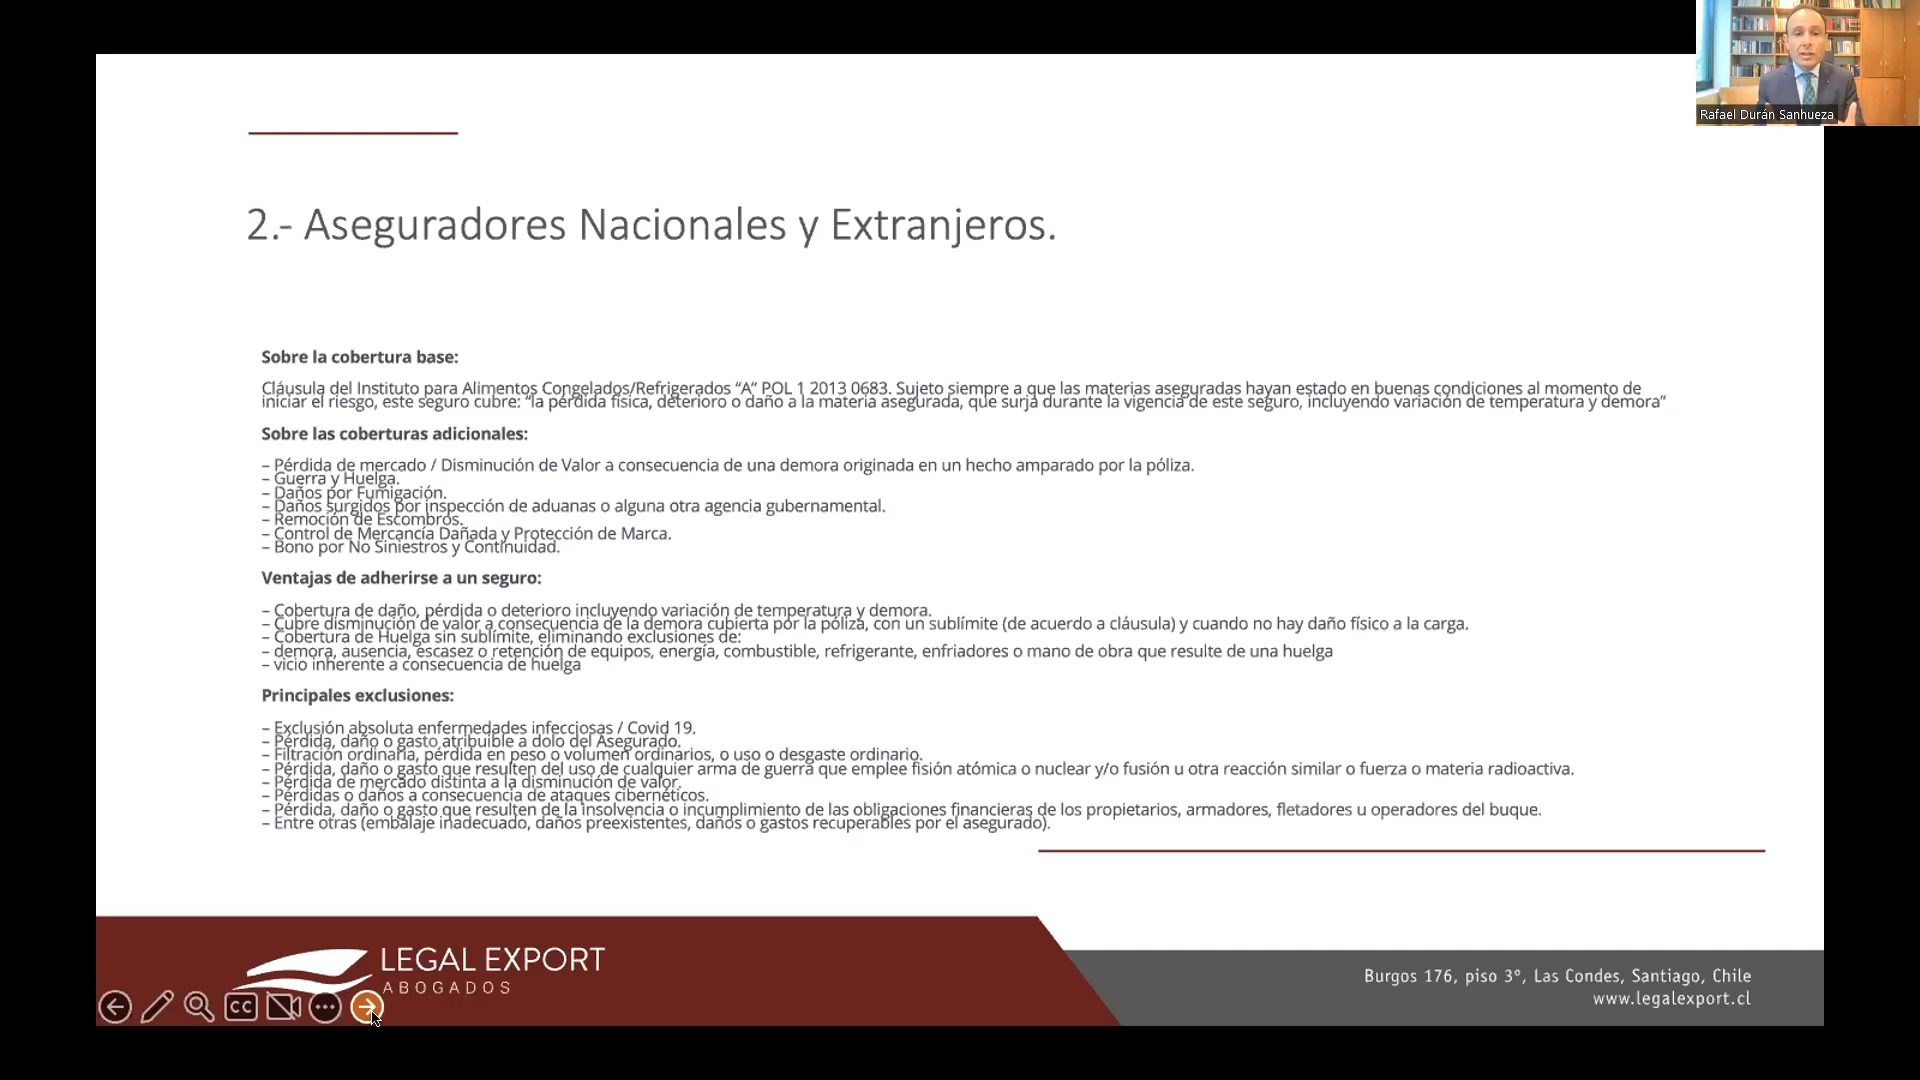 Rafael Durán Sanhueza
2.- Aseguradores Nacionales y Extranjeros.
Sobre la cobertura base:
Cláusula del Instituto para Alimentos Congelados/Refrigerados “A” POL 1 2013 0683. Sujeto siempre a que las materias aseguradas hayan estado en buenas condiciones al momento de
iniciar el riesgo, este seguro cubre: “la pérdida física, deterioro o daño a la materia asegurada, que surja durante la vigencia de este seguro, incluyendo variación de temperatura y demora”
Sobre las coberturas adicionales:
– Pérdida de mercado / Disminución de Valor a consecuencia de una demora originada en un hecho amparado por la póliza.
– Guerra y Huelga.
– Daños por Fumigación.
– Daños surgidos por inspección de aduanas o alguna otra agencia gubernamental.
– Remoción de Escombros.
– Control de Mercancía Dañada y Protección de Marca.
– Bono por No Siniestros y Continuidad.
Ventajas de adherirse a un seguro:
– Cobertura de daño, pérdida o deterioro incluyendo variación de temperatura y demora.
– Cubre disminución de valor a consecuencia de la demora cubierta por la póliza, con un sublímite (de acuerdo a cláusula) y cuando no hay daño físico a la carga.
– Cobertura de Huelga sin sublímite, eliminando exclusiones de:
– demora, ausencia, escasez o retención de equipos, energía, combustible, refrigerante, enfriadores o mano de obra que resulte de una huelga
– vicio inherente a consecuencia de huelga
Principales exclusiones:
– Exclusión absoluta enfermedades infecciosas / Covid 19.
– Pérdida, daño o gasto atribuible a dolo del Asegurado.
– Filtración ordinaria, pérdida en peso o volumen ordinarios, o uso o desgaste ordinario.
– Pérdida, daño o gasto que resulten del uso de cualquier arma de guerra que emplee fisión atómica o nuclear y/o fusión u otra reacción similar o fuerza o materia radioactiva.
– Pérdida de mercado distinta a la disminución de valor.
– Pérdidas o daños a consecuencia de ataques cibernéticos.
– Pérdida, daño o gasto que resulten de la insolvencia o incumplimiento de las obligaciones financieras de los propietarios, armadores, fletadores u operadores del buque.
– Entre otras (embalaje inadecuado, daños preexistentes, daños o gastos recuperables por el asegurado).
LEGAL EXPORT
ABOGADOS
CC
Burgos 176, piso 3°, Las Condes, Santiago, Chile
www.legalexport.cl